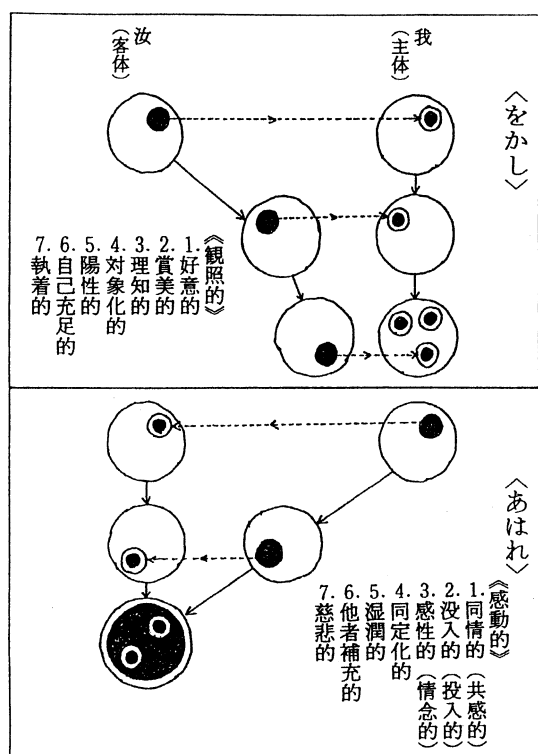 〈をかし〉
我
(主体)
汝
(客体)
《観照的》
1.好意的
2.賞美的
3.理知的
4.対象化的
5.陽性的
6.自己充足的
7.執着的
〈あはれ〉
《感動的》
1.同情的(共感的)
2.没入的(投入的)
3.感性的(情念的)
4.同定化的
5.湿潤的
6.他者補充的
7.慈悲的